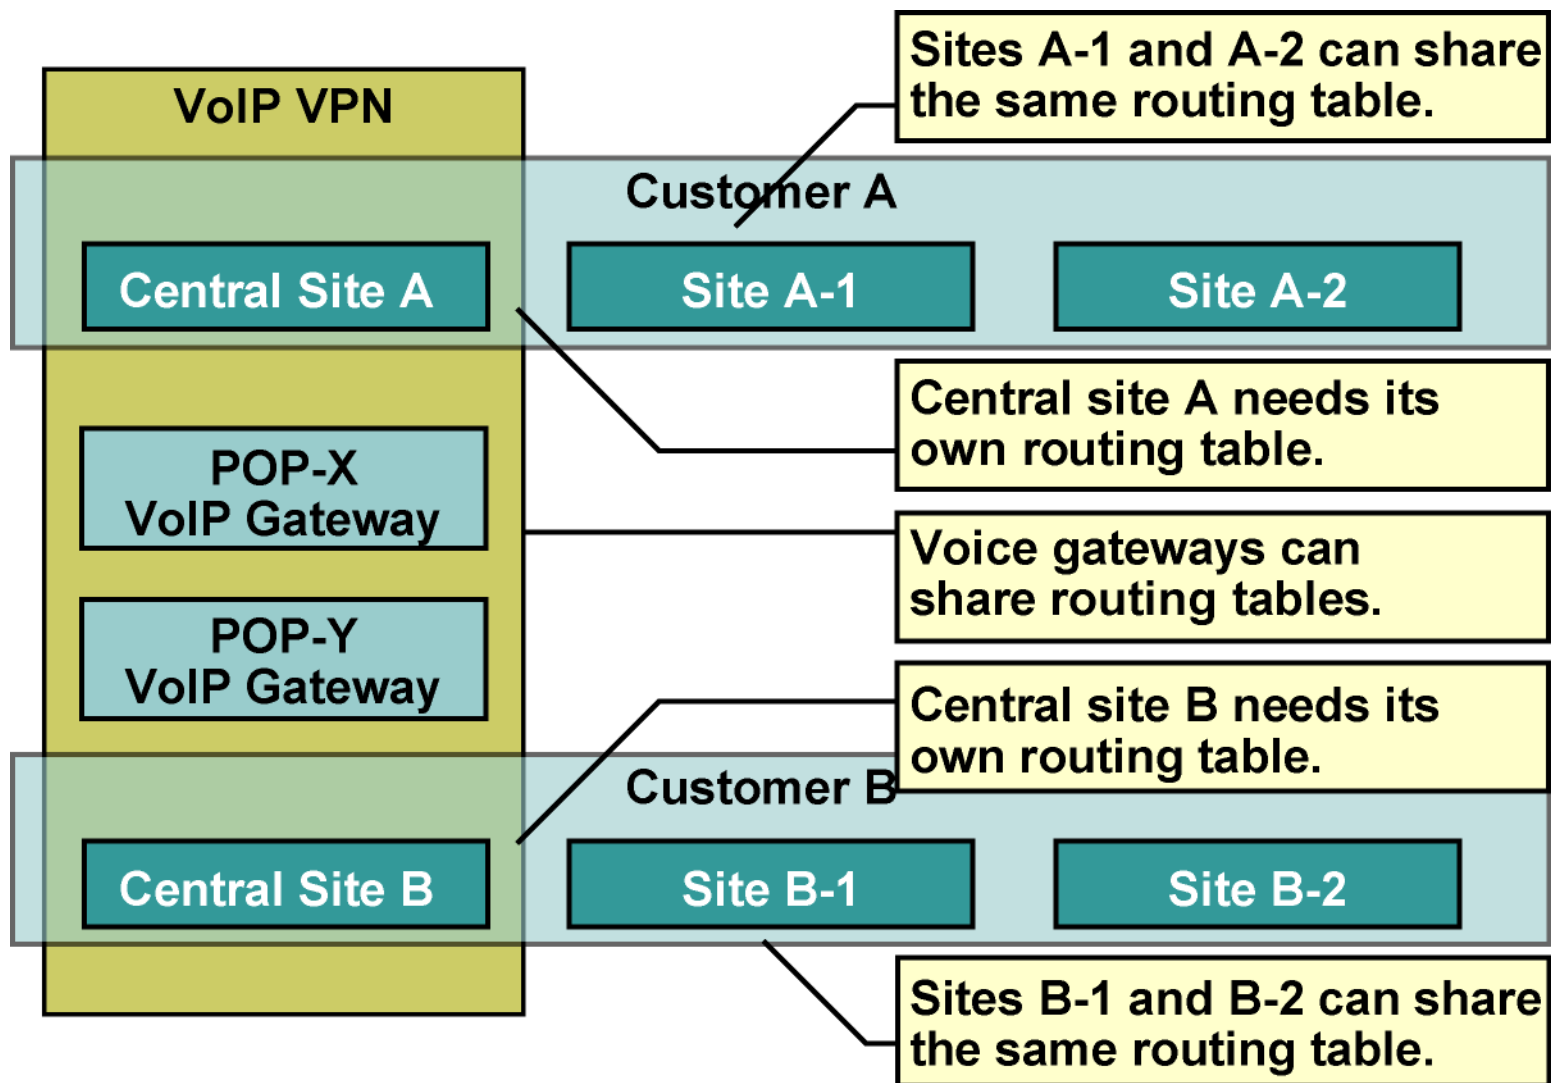 VoIP VPN
Sites A-1 and A-2 can share
the same routing table.
Customer A
Central Site A
Site A-1
Site A-2
Central site A needs its
own routing table.
POP-X
VoIP Gateway
Voice gateways can
share routing tables.
POP-Y
VoIP Gateway
Central site B needs its
own routing table.
Customer B
Central Site B
Site B-1
Site B-2
Sites B-1 and B-2 can share
the same routing table.